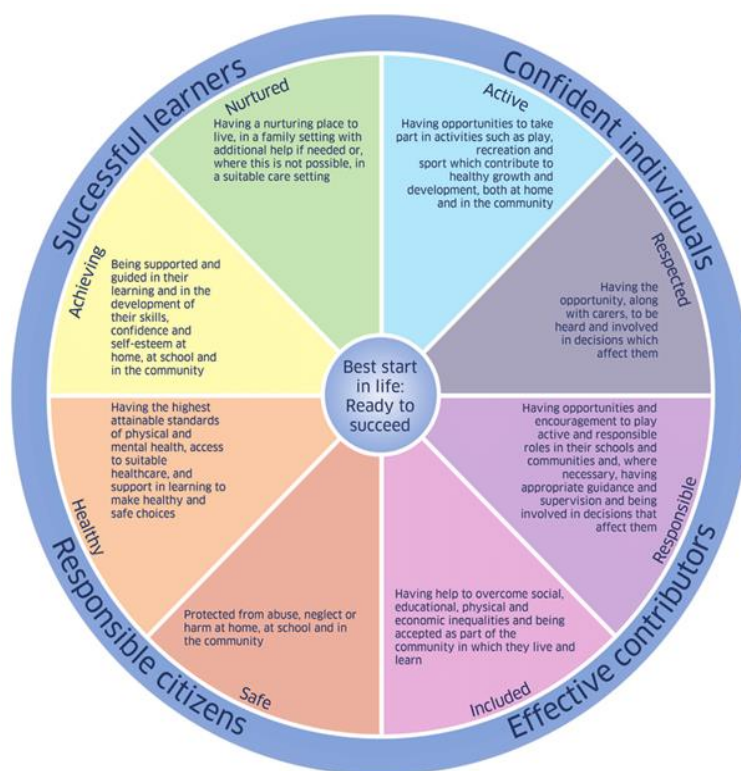 Successful learners
Confident individuals
Nurtured
Having a nurturing place to
live, in a family setting with
additional help if needed or,
where this is not possible, in
a suitable care setting
Active
Having opportunities to take
part in activities such as play,
recreation and
sport which contribute to
healthy growth and
development, both at home
and in the community
Achieving
Being supported and
guided in their
learning and in the
development of
their skills,
confidence and
self-esteem at
home, at school and
in the community
Respected
Having the
opportunity, along
with carers, to be
heard and involved
in decisions which
affect them
Best start
in life:
Ready to
succeed
Healthy
Having the highest
attainable standards
of physical and
mental health, access
to suitable
healthcare, and
support in learning to
make healthy and
safe choices
Responsible
Having opportunities and
encouragement to play
active and responsible
roles in their schools and
communities and, where
necessary, having
appropriate guidance and
supervision and being
involved in decisions that
affect them
Safe
Protected from abuse, neglect or
harm at home, at school and in
the community
Included
Having help to overcome social,
educational, physical and
economic inequalities and being
accepted as part of the
community in which they live and
learn
Responsible citizens
Effective contributors